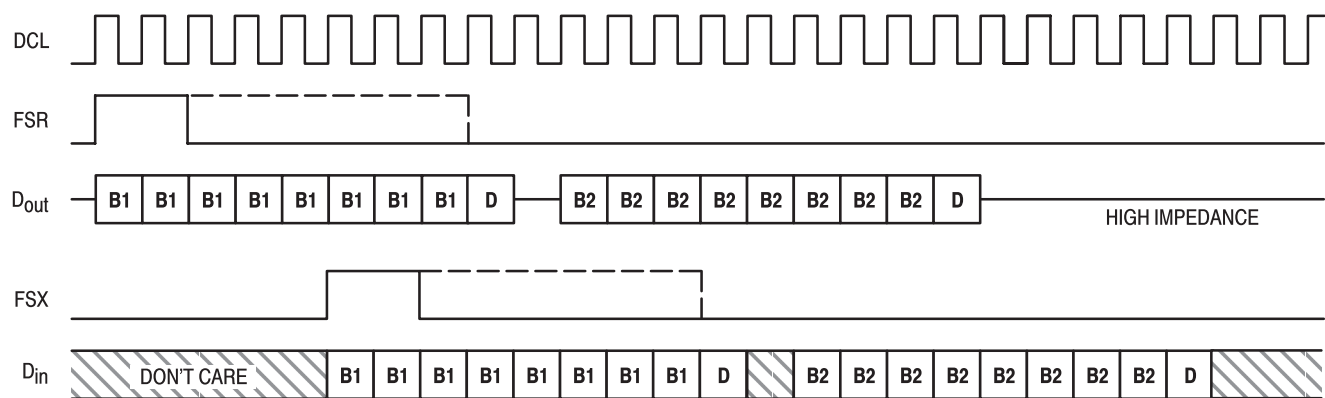 DCL
FSR
Dout B1 B1 B1 B1 B1 B1 B1 B1 D B2 B2 B2 B2 B2 B2 B2 B2 D
HIGH IMPEDANCE
FSX
Din DON'T CARE B1 B1 B1 B1 B1 B1 B1 B1 D B2 B2 B2 B2 B2 B2 B2 B2 D